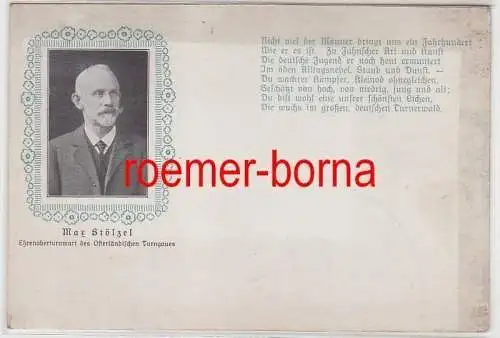 Nicht viel der Männer bringt uns ein Jahrhundert
Wie er es ist. Zu Jahnscher Art und Kunst
Die deutsche Jugend er noch heut ermuntert
Im öden Alltagsnebel, Staub und Dunst. –
Du wackrer Kämpfer, Kleinod ohnegleichen,
Geschätzt von hoch, von niedrig, jung und alt;
Du bist wohl eine unsrer schönsten Eichen,
Die wuchs im großen, deutschen Turnerwald.
roemer-borna
Max Stölzel
Ehrenoberturnwart des Osterländischen Turngaues